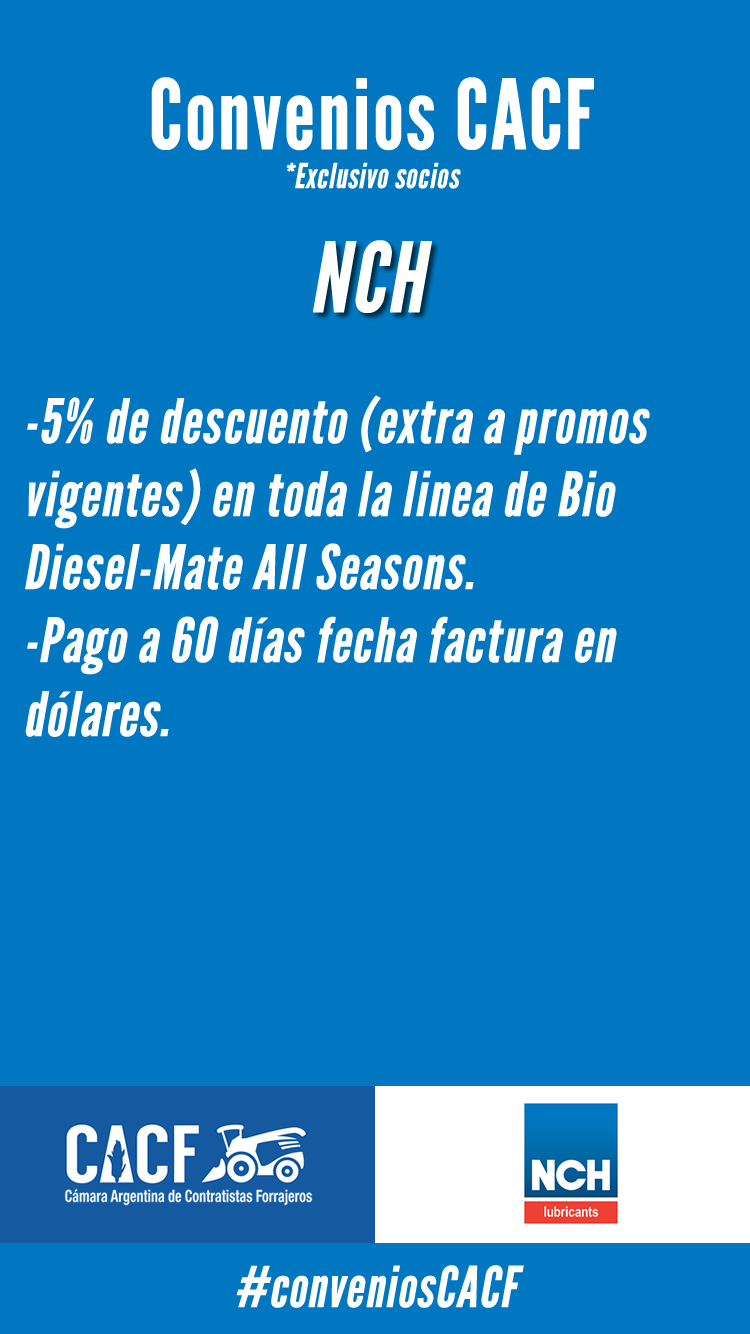 Convenios CACF
*Exclusivo socios
NCH
-5% de descuento (extra a promos
vigentes) en toda la linea de Bio
Diesel-Mate All Seasons.
-Pago a 60 días fecha factura en
dólares.
CACF
Cámara Argentina de Contratistas Forrajeros
NCH
lubricants
#conveniosCACF